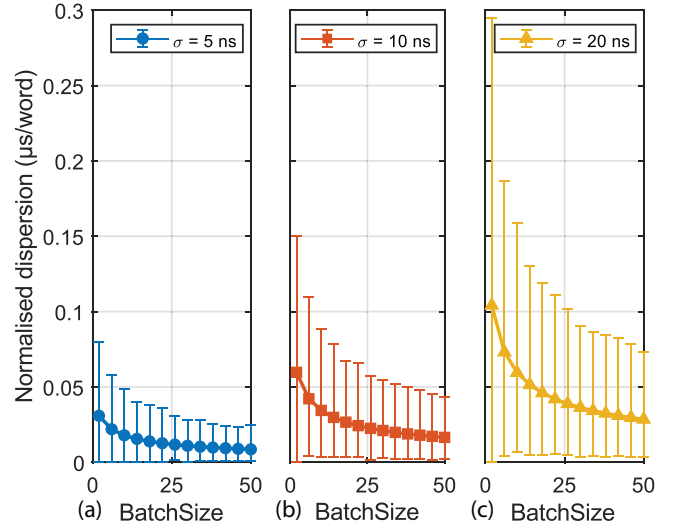 Normalised dispersion (µs/word)
0.3
0.25
0.2
0.15
0.1
0.05
0
σ = 5 ns
σ = 10 ns
σ = 20 ns
0 25 50
0 25 50
0 25 50
(a) BatchSize
(b) BatchSize
(c) BatchSize